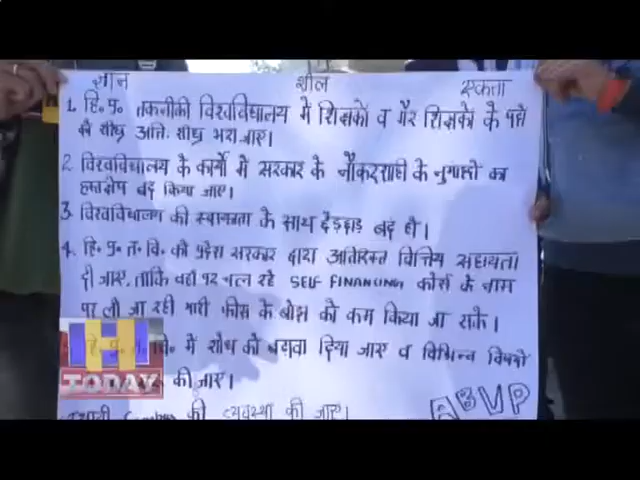 ज्ञान शील एकता
1. हि॰ प्र॰ तकनीकी विश्वविद्यालय में शिक्षकों व गैर शिक्षकों के पदों
को शीघ्र अति शीघ्र भरा जाए।
2. विश्वविद्यालय के कार्यों में सरकार के नौकरशाही के नुमाइंदों का
हस्तक्षेप बंद किया जाए।
3. विश्वविद्यालय की स्वायत्रता के साथ छेड़छाड़ बंद हो।
4. हि॰ प्र॰ त॰ वि॰ को प्रदेश सरकार द्वारा अतिरिक्त वित्तिय सहायता
दी जाए, ताकि वहां पर चल रहे SELF FINANCING कोर्स के नाम
पर ली जा रही भारी फीस के बोझ को कम किया जा सके।
हि॰ प्र॰ त॰ वि॰ में शोध को बढ़ावा दिया जाए व विभिन्न विषयों
की जाए।
स्थायी Campus की व्यवस्था की जाए।
ABVP
H
TODAY